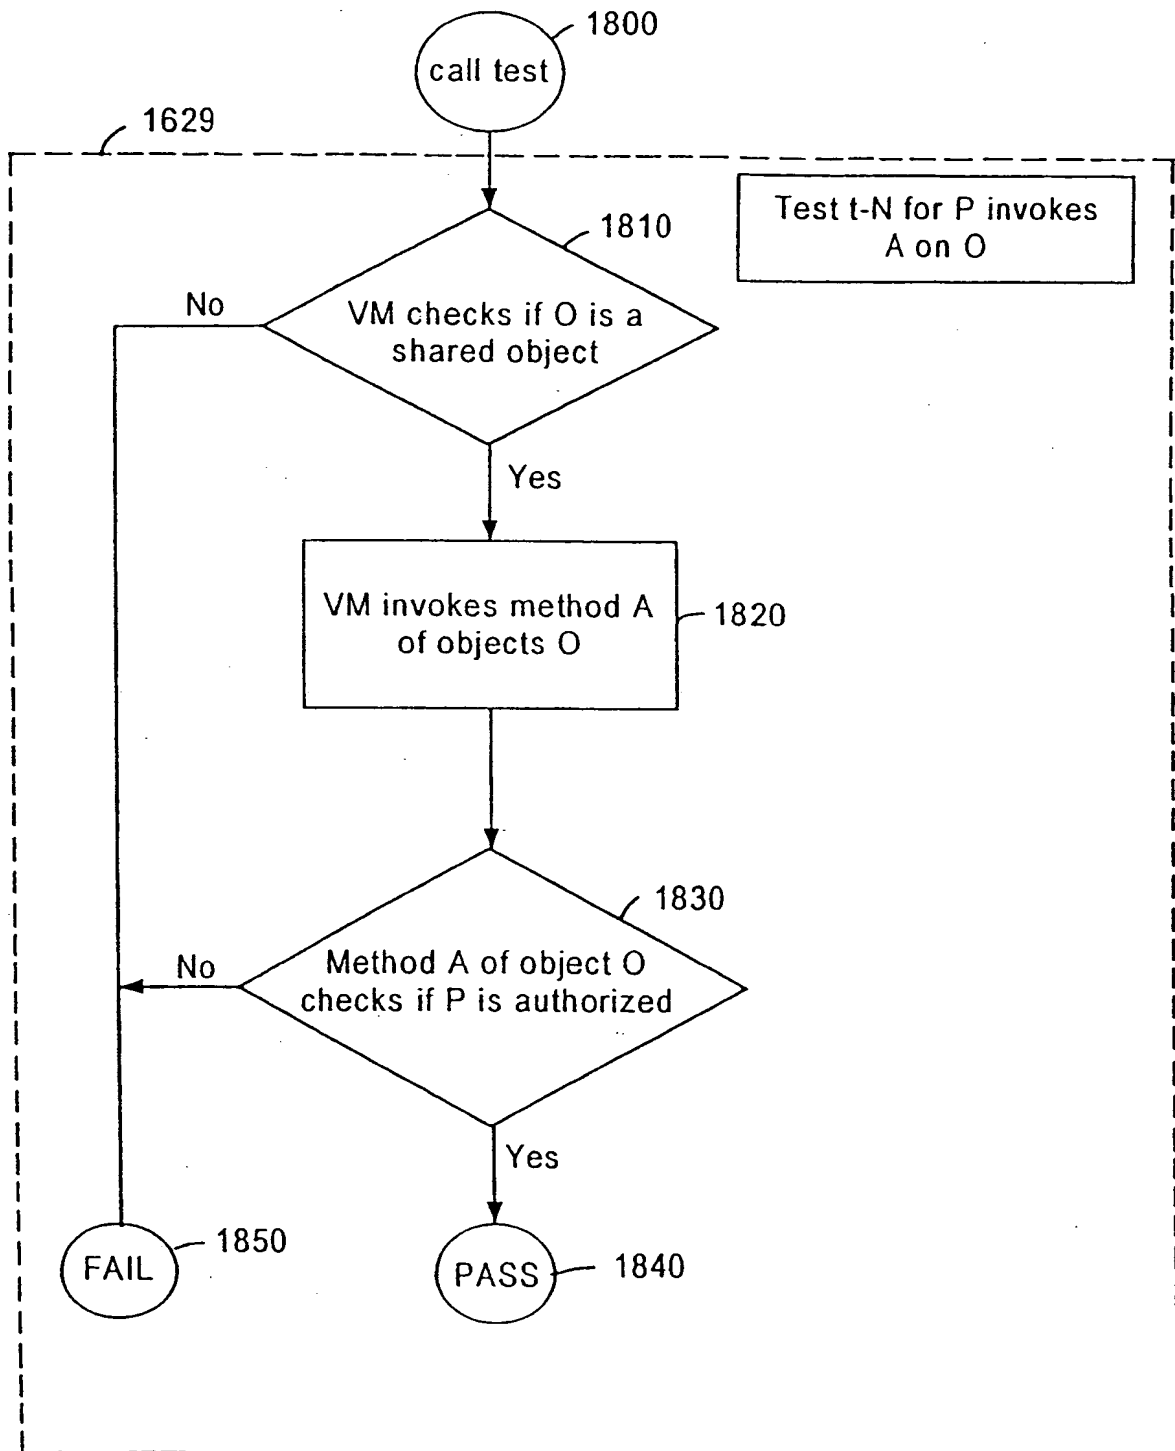 1800
call test
1629
Test t-N for P invokes
A on O
1810
No
VM checks if O is a
shared object
Yes
VM invokes method A
of objects O
1820
1830
No
Method A of object O
checks if P is authorized
Yes
FAIL
1850
PASS
1840